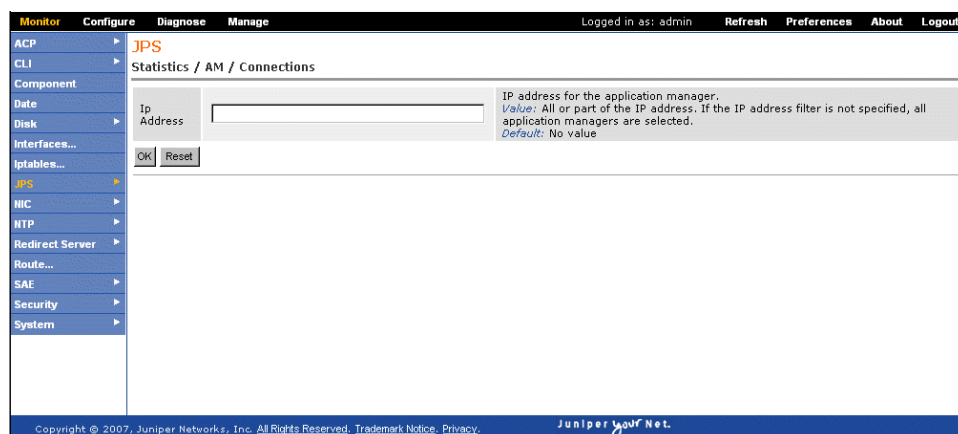 Monitor Configure Diagnose Manage Logged in as: admin Refresh Preferences About Logout
ACP
CLI
Component
Date
Disk
Interfaces...
Iptables...
JPS
NIC
NTP
Redirect Server
Route...
SAE
Security
System
JPS
Statistics / AM / Connections
Ip
Address
IP address for the application manager.
Value: All or part of the IP address. If the IP address filter is not specified, all
application managers are selected.
Default: No value
OK Reset
Copyright © 2007, Juniper Networks, Inc. All Rights Reserved. Trademark Notice. Privacy.
Juniper your Net.